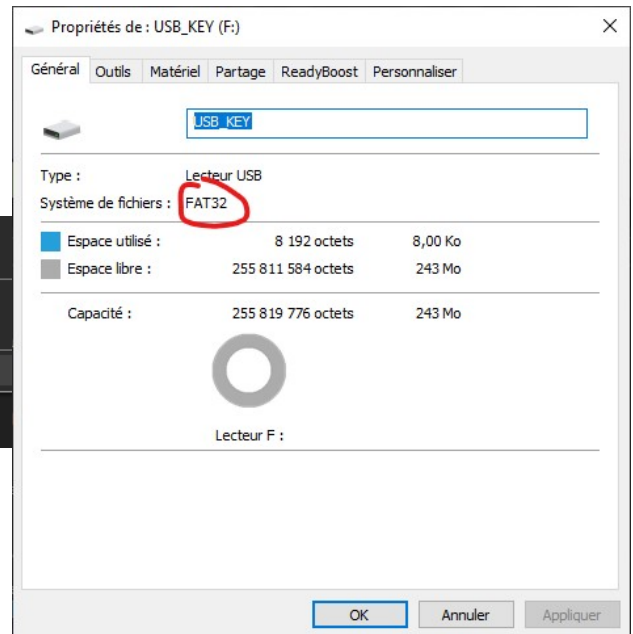 Propriétés de : USB_KEY (F:)
Général Outils Matériel Partage ReadyBoost Personnaliser
USB_KEY
Type : Lecteur USB
Système de fichiers : FAT32
Espace utilisé : 8 192 octets 8,00 Ko
Espace libre : 255 811 584 octets 243 Mo
Capacité : 255 819 776 octets 243 Mo
Lecteur F :
OK Annuler Appliquer